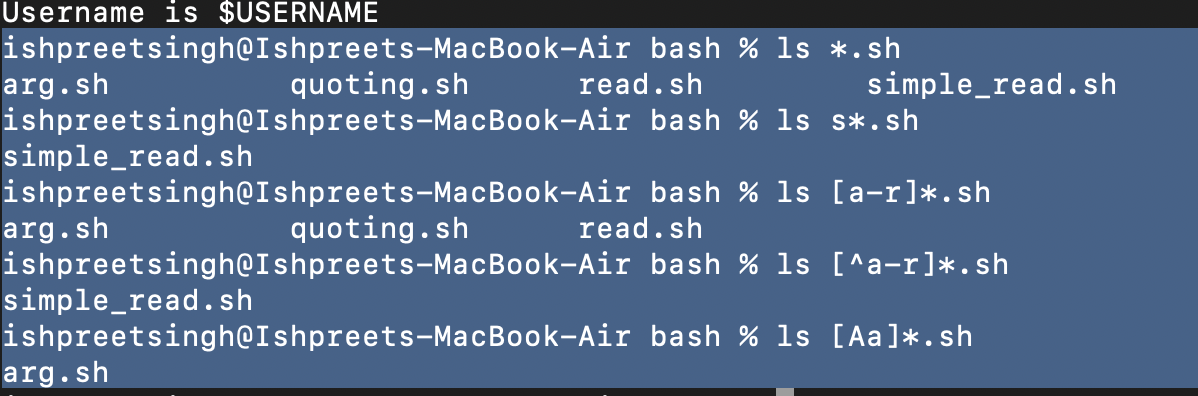 Username is $USERNAME
ishpreetsingh@Ishpreets-MacBook-Air bash % ls *.sh
arg.sh quoting.sh read.sh simple_read.sh
ishpreetsingh@Ishpreets-MacBook-Air bash % ls s*.sh
simple_read.sh
ishpreetsingh@Ishpreets-MacBook-Air bash % ls [a-r]*.sh
arg.sh quoting.sh read.sh
ishpreetsingh@Ishpreets-MacBook-Air bash % ls [^a-r]*.sh
simple_read.sh
ishpreetsingh@Ishpreets-MacBook-Air bash % ls [Aa]*.sh
arg.sh